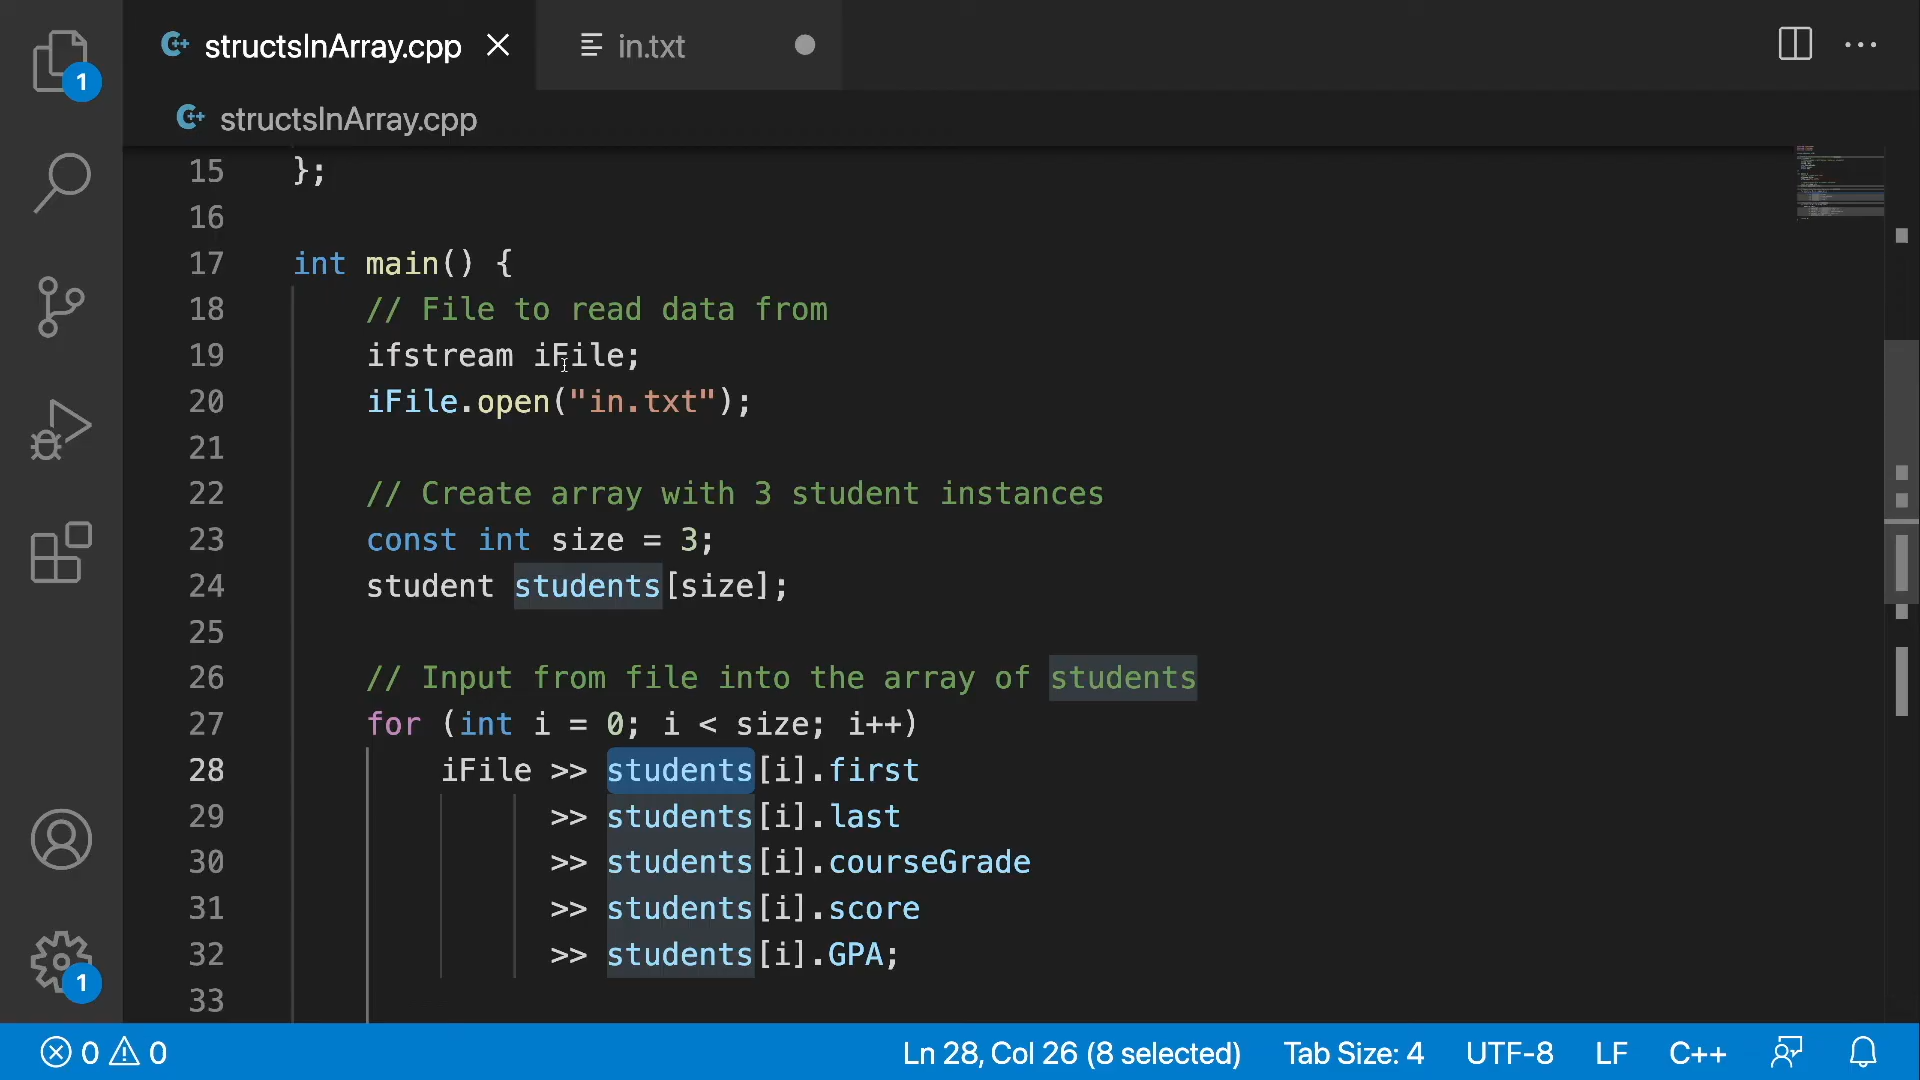 structsInArray.cpp
in.txt
1
structsInArray.cpp
15 };
16
17 int main() {
18 // File to read data from
19 ifstream iFile;
20 iFile.open("in.txt");
21
22 // Create array with 3 student instances
23 const int size = 3;
24 student students[size];
25
26 // Input from file into the array of students
27 for (int i = 0; i < size; i++)
28 iFile >> students[i].first
29 >> students[i].last
30 >> students[i].courseGrade
31 >> students[i].score
32 >> students[i].GPA;
33
1
0 0 Ln 28, Col 26 (8 selected) Tab Size: 4 UTF-8 LF C++